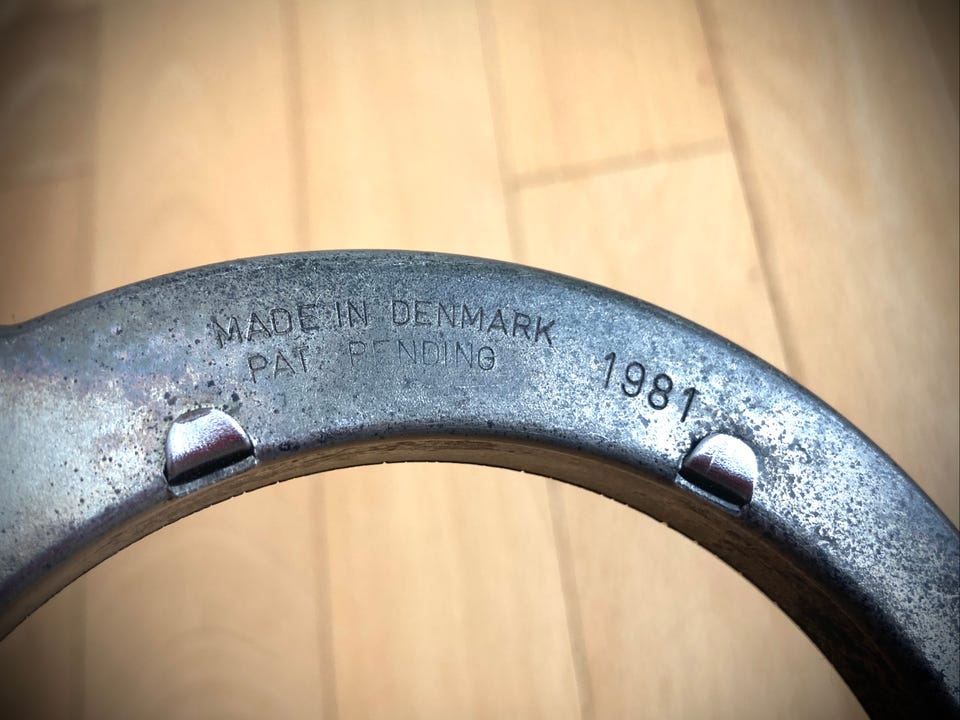 MADE IN DENMARK
PAT. PENDING
1981